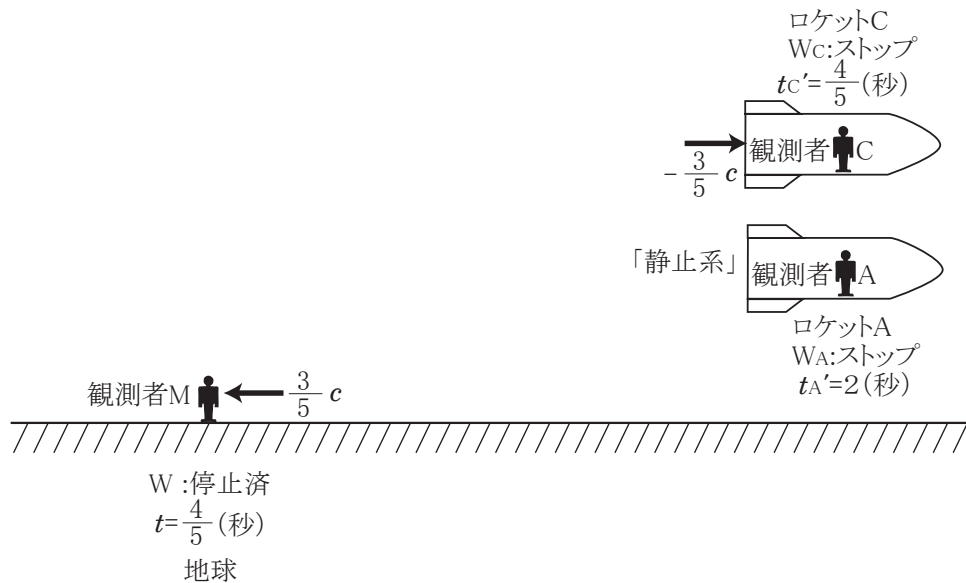 ロケットC
Wc:ストップ
tc′=4/5(秒)
観測者 C
-3/5 c
「静止系」
観測者 A
ロケットA
WA:ストップ
tA′=2(秒)
観測者M
3/5 c
W :停止済
t=4/5(秒)
地球